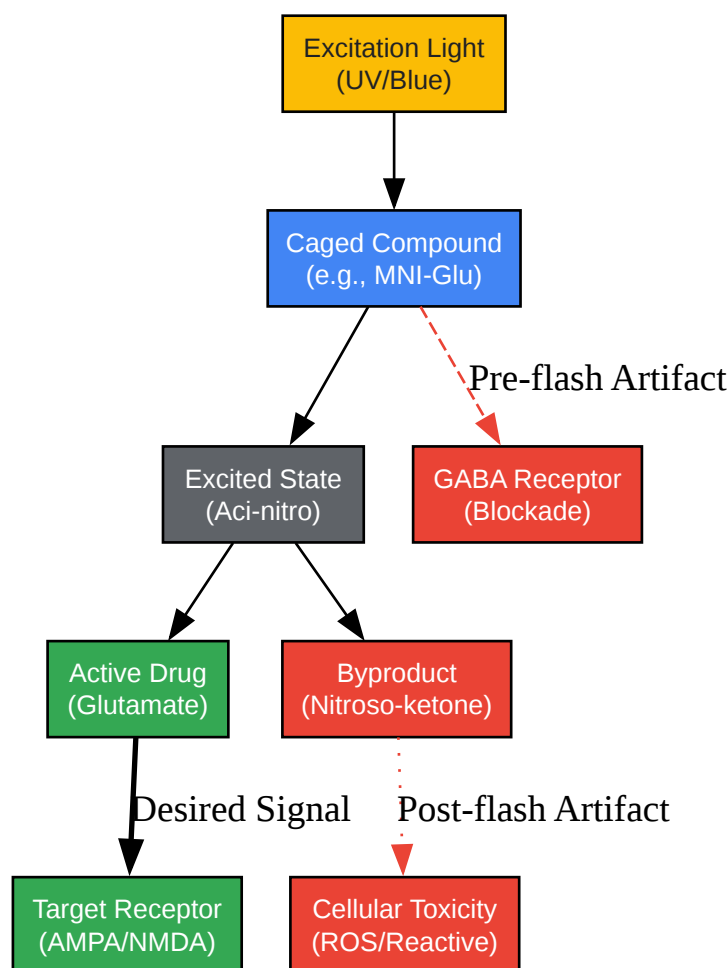 Excitation Light
(UV/Blue)
Caged Compound
(e.g., MNI-Glu)
Pre-flash Artifact
Excited State
(Aci-nitro)
GABA Receptor
(Blockade)
Active Drug
(Glutamate)
Byproduct
(Nitroso-ketone)
Desired Signal
Post-flash Artifact
Target Receptor
(AMPA/NMDA)
Cellular Toxicity
(ROS/Reactive)